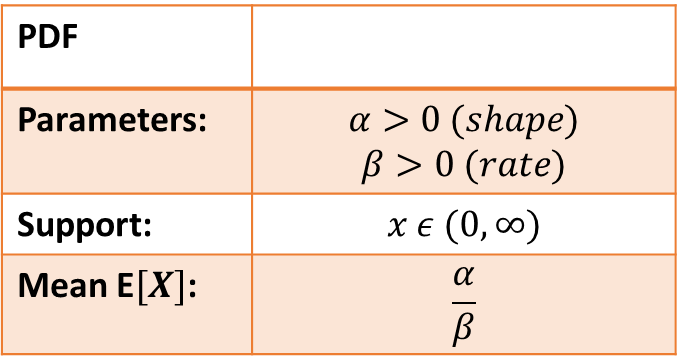 PDF
Parameters:
α > 0 (shape)
β > 0 (rate)
Support:
x ϵ (0, ∞)
Mean E[X]:
α
β